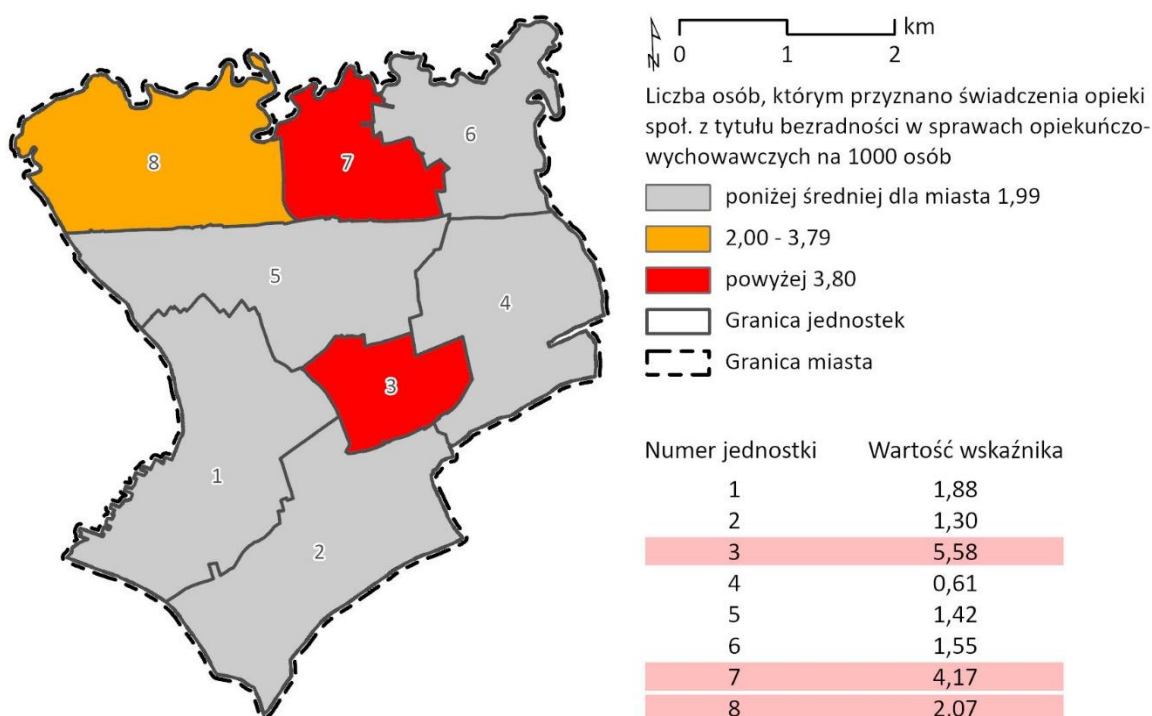 km
0 1 2
Liczba osób, którym przyznano świadczenia opieki
społ. z tytułu bezradności w sprawach opiekuńczo-
wychowawczych na 1000 osób
poniżej średniej dla miasta 1,99
2,00 - 3,79
powyżej 3,80
Granica jednostek
Granica miasta
6
8
7
5
4
3
1
2
Numer jednostki Wartość wskaźnika
1 1,88
2 1,30
3 5,58
4 0,61
5 1,42
6 1,55
7 4,17
8 2,07